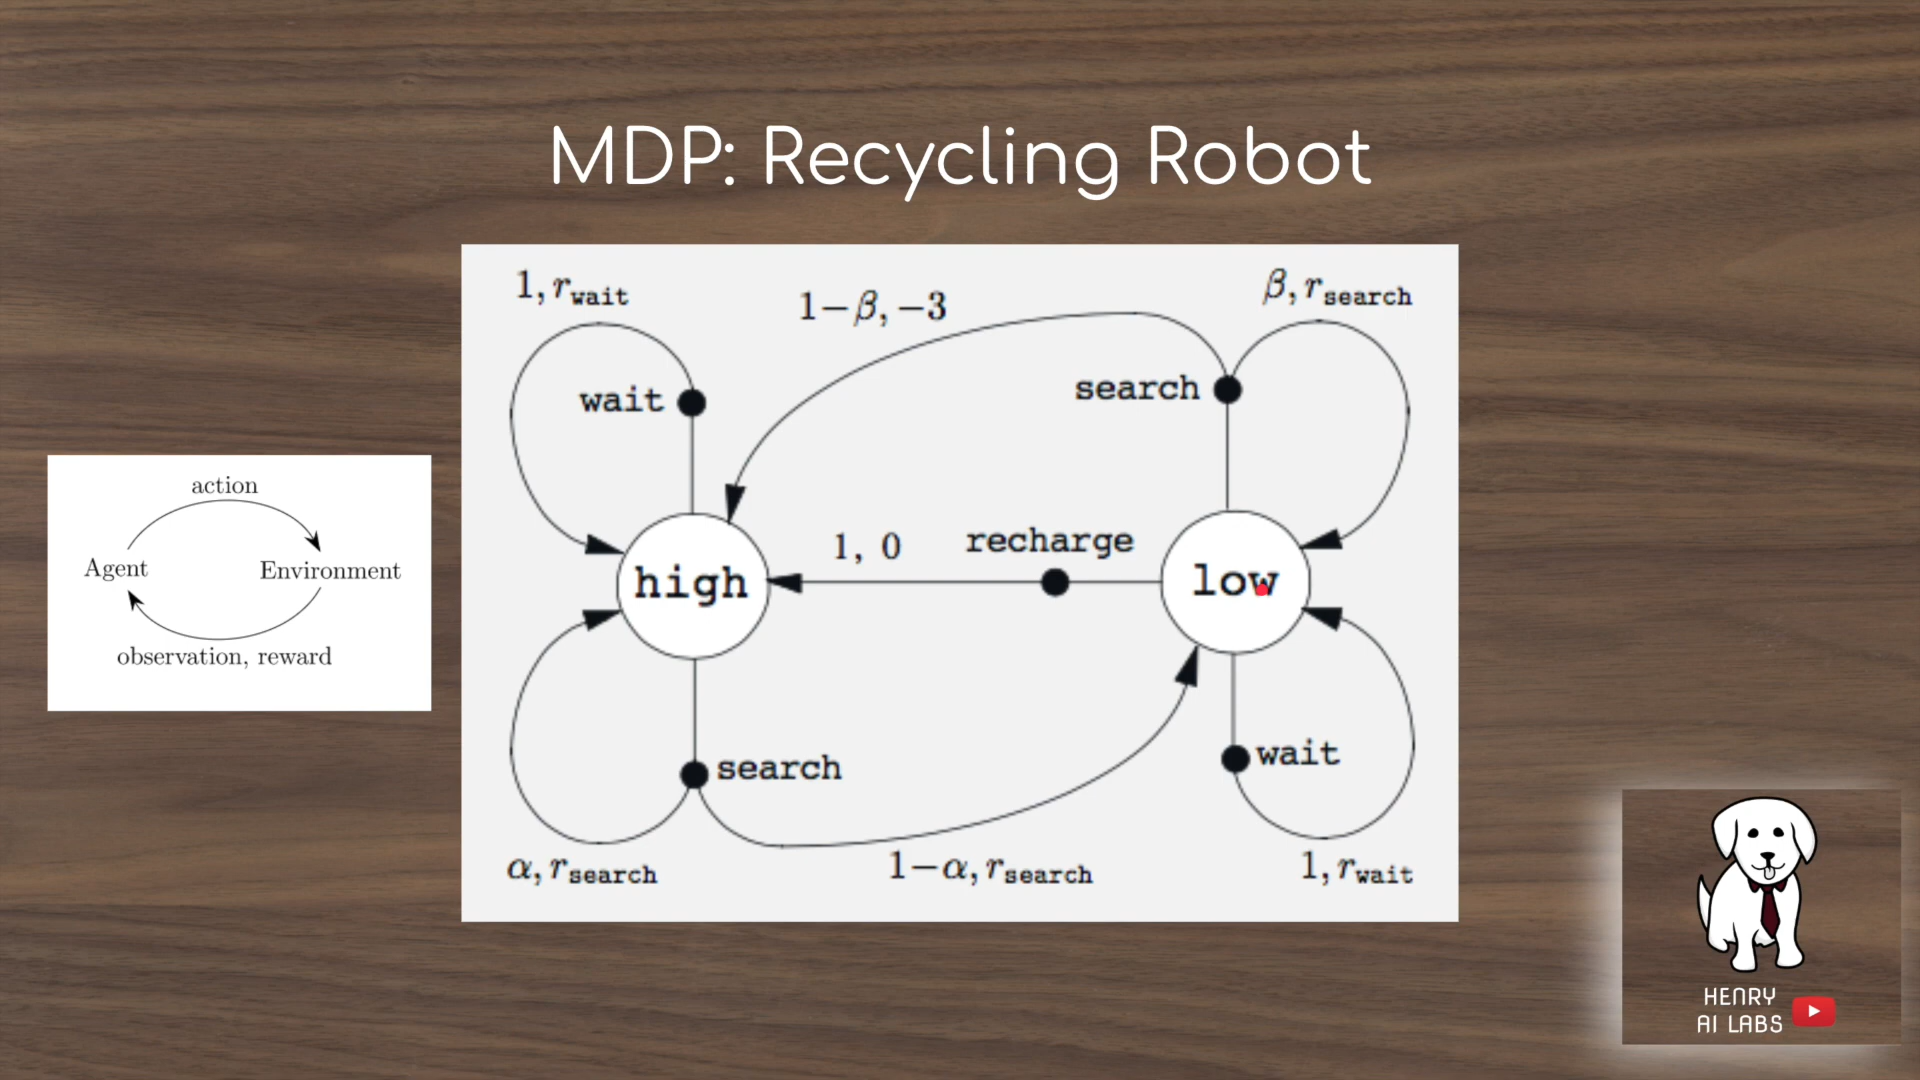 MDP: Recycling Robot
action
Agent
Environment
observation, reward
1, r_wait
1−β, −3
β, r_search
wait
search
1, 0
recharge
high
low
search
wait
α, r_search
1−α, r_search
1, r_wait
HENRY
AI LABS